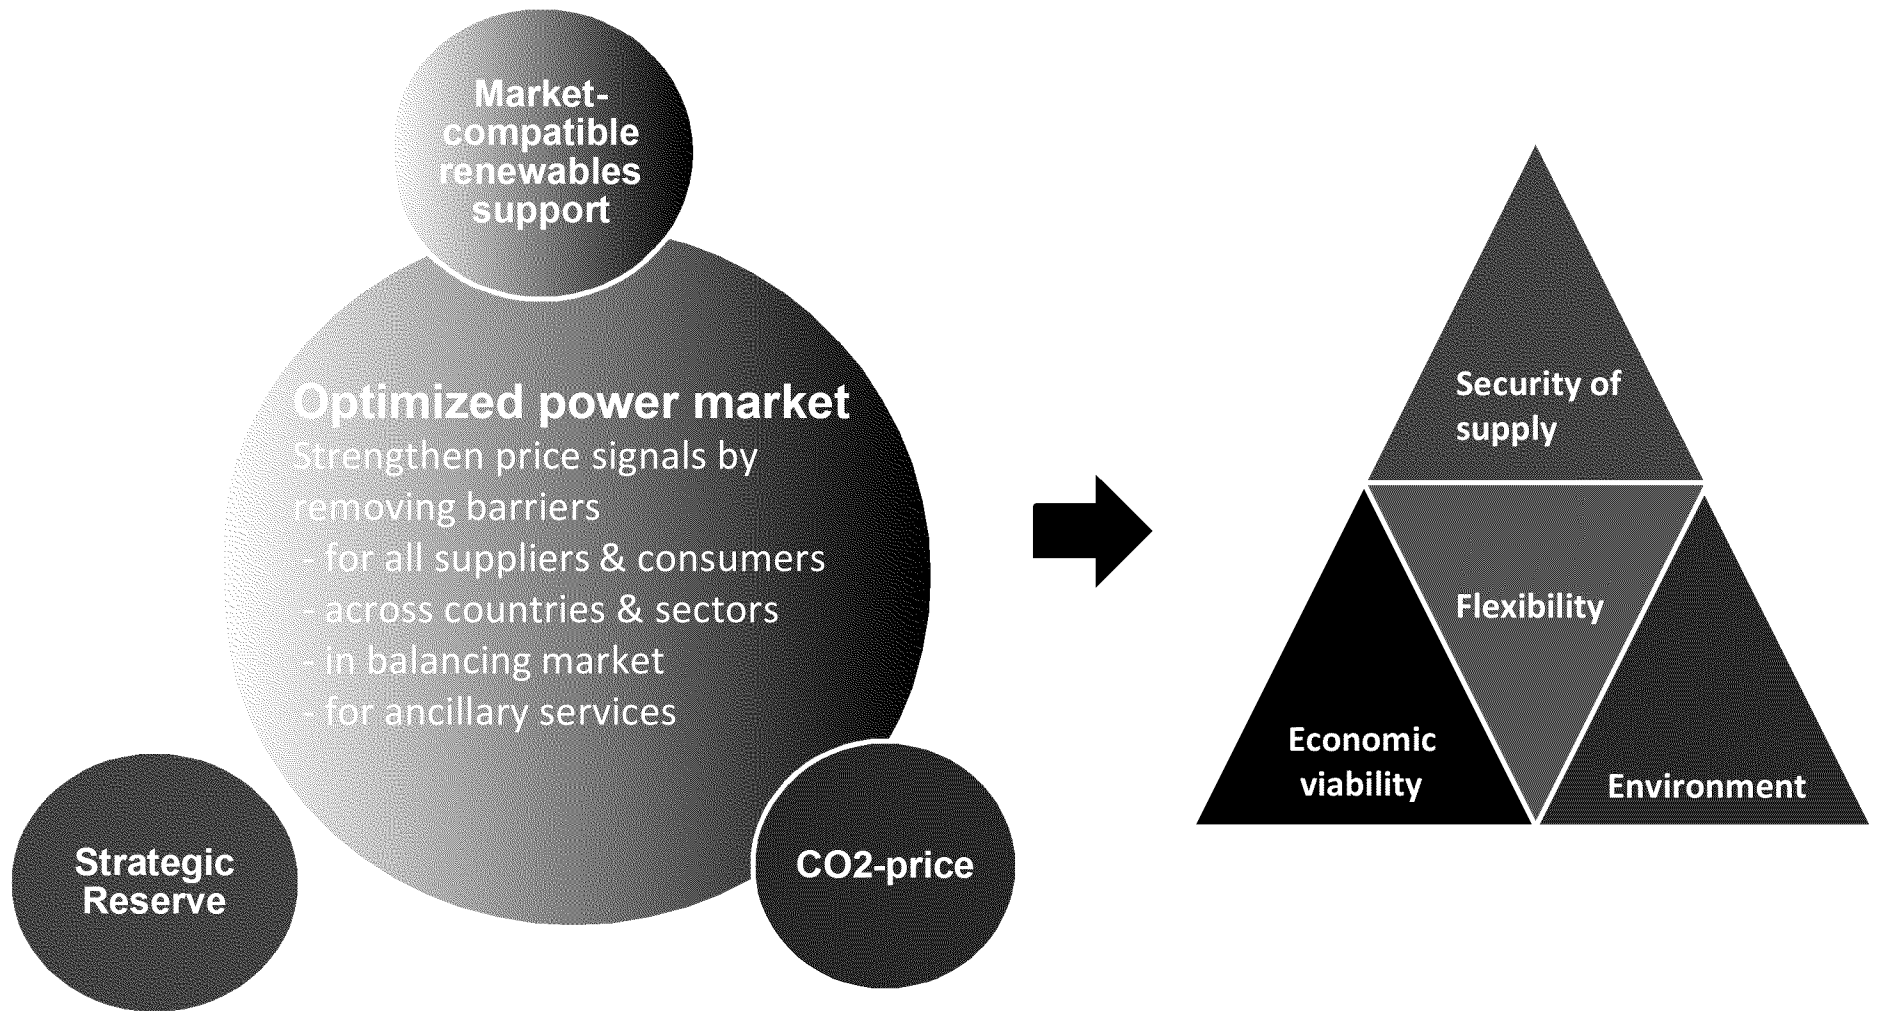 Market-
compatible
renewables
support
Optimized power market
Strengthen price signals by
removing barriers
- for all suppliers & consumers
- across countries & sectors
- in balancing market
- for ancillary services
Strategic
Reserve
CO2-price
Security of
supply
Flexibility
Economic
viability
Environment